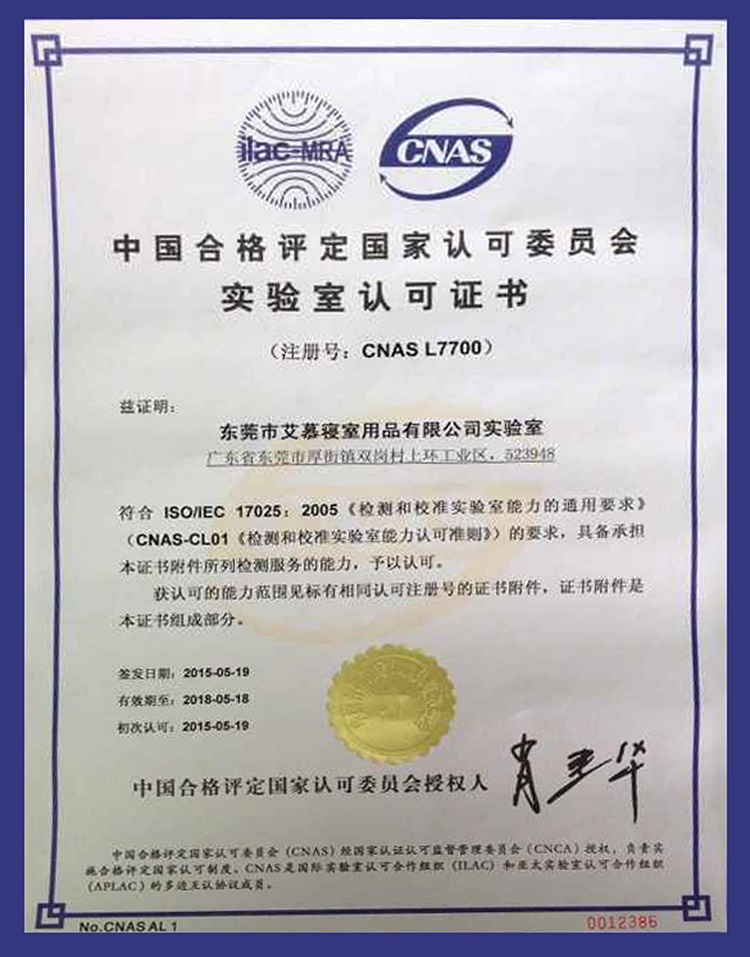 ilac-MRA
CNAS
中国合格评定国家认可委员会
实验室认可证书
（注册号：CNAS L7700）
兹证明：
东莞市艾慕寝室用品有限公司实验室
广东省东莞市厚街镇双岗村上环工业区，523948
符合 ISO/IEC 17025：2005《检测和校准实验室能力的通用要求》
（CNAS-CL01《检测和校准实验室能力认可准则》）的要求，具备承担
本证书附件所列检测服务的能力，予以认可。
获认可的能力范围见标有相同认可注册号的证书附件，证书附件是
本证书组成部分。
签发日期：2015-05-19
有效期至：2018-05-18
初次认可：2015-05-19
中国合格评定国家认可委员会授权人
中国合格评定国家认可委员会（CNAS）经国家认证认可监督管理委员会（CNCA）授权，负责实
施合格评定国家认可制度。CNAS是国际实验室认可合作组织（ILAC）和亚太实验室认可合作组织
（APLAC）的多边互认协议成员。
No.CNAS AL 1
0012386